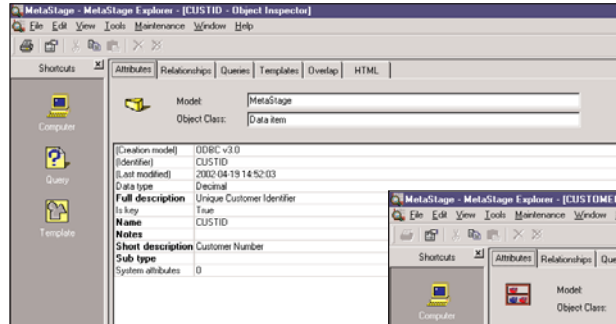 MetaStage - MetaStage Explorer - [CUSTID - Object Inspector]
File Edit View Tools Maintenance Window Help
Shortcuts
Attributes Relationships Queries Templates Overlap HTML
Model: MetaStage
Object Class: Data item
Computer
Query
Template
(Creation model) ODBC v3.0
(Identifier) CUSTID
(Last modified) 2002-04-19 14:52:03
Data type Decimal
Full description Unique Customer Identifier
Is key True
Name CUSTID
Notes
Short description Customer Number
Sub type
System attributes 0
MetaStage - MetaStage Explorer - [CUSTOME
File Edit View Tools Maintenance Window
Shortcuts
Attributes Relationships Que
Model:
Object Class:
Computer